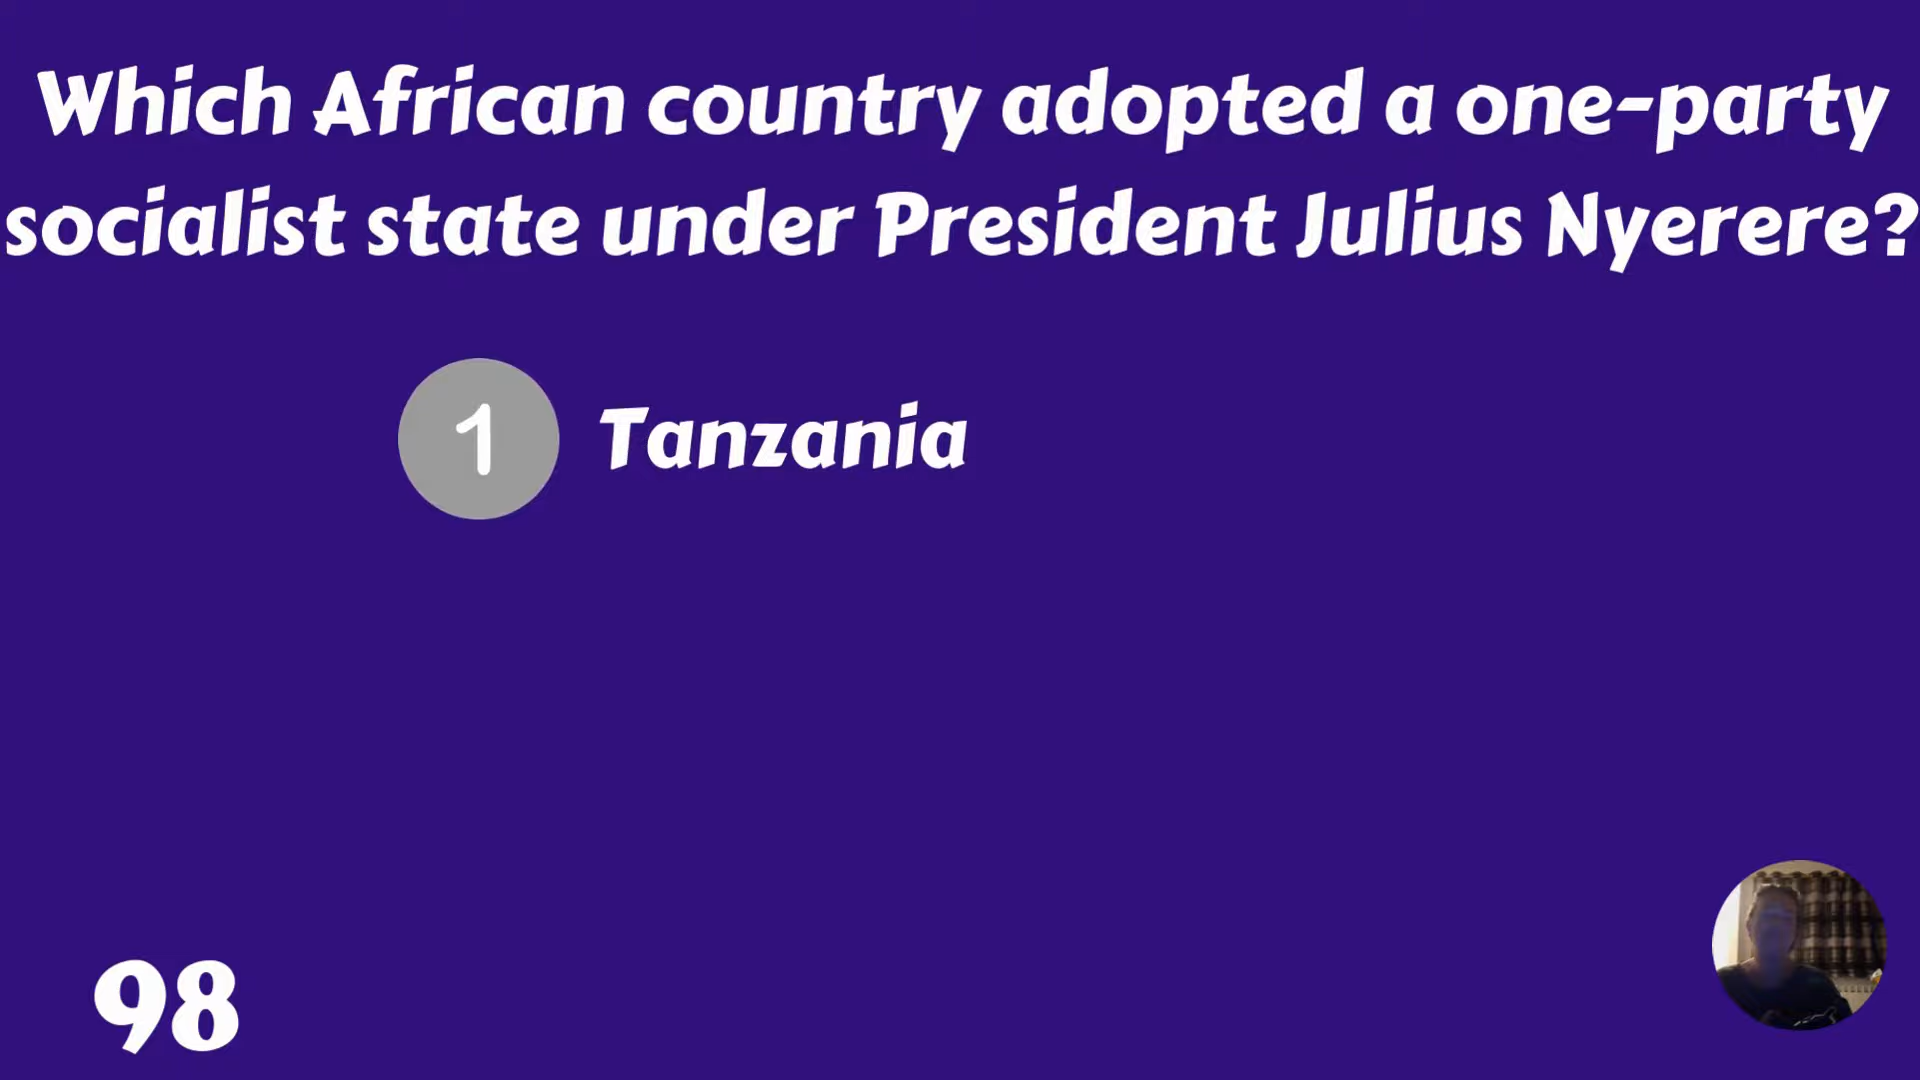 Which African country adopted a one-party
socialist state under President Julius Nyerere?
1 Tanzania
98